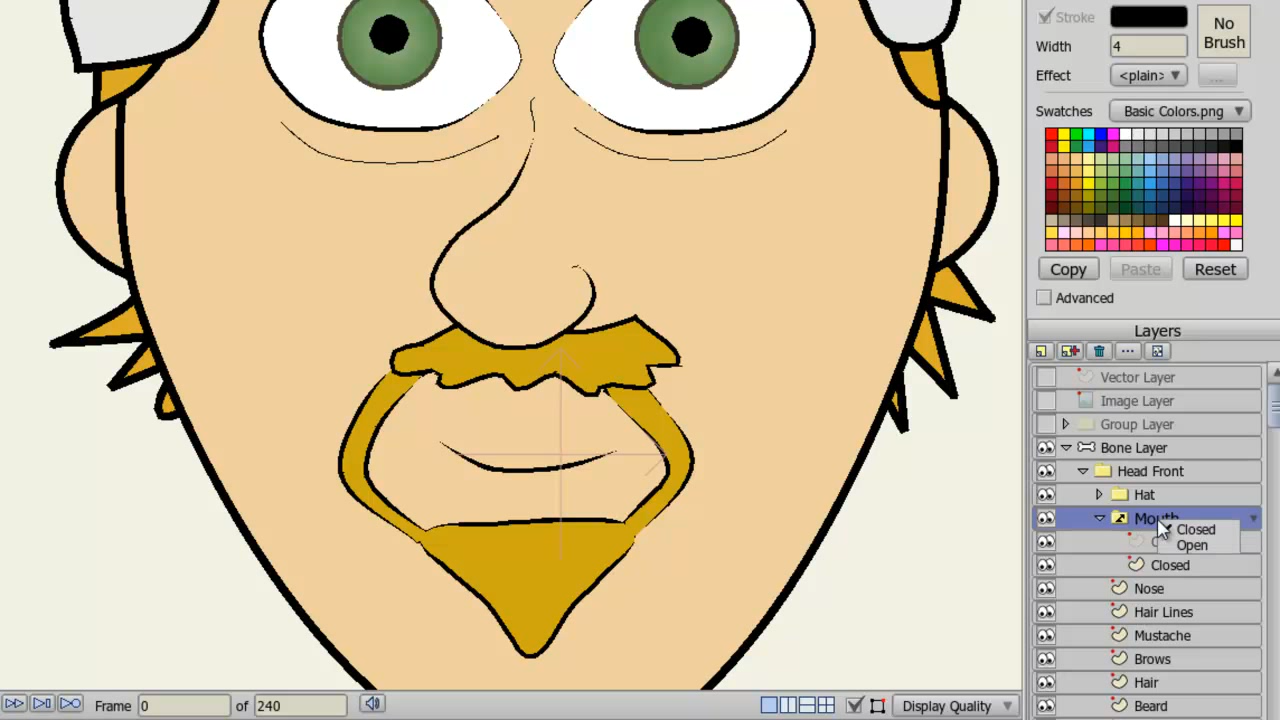 Stroke
No
Brush
Width
4
Effect
<plain>
...
Swatches
Basic Colors.png
Copy
Paste
Reset
Advanced
Layers
Vector Layer
Image Layer
Group Layer
Bone Layer
Head Front
Hat
Mouth
Closed
Open
Closed
Nose
Hair Lines
Mustache
Brows
Hair
Beard
Frame
0
of
240
Display Quality